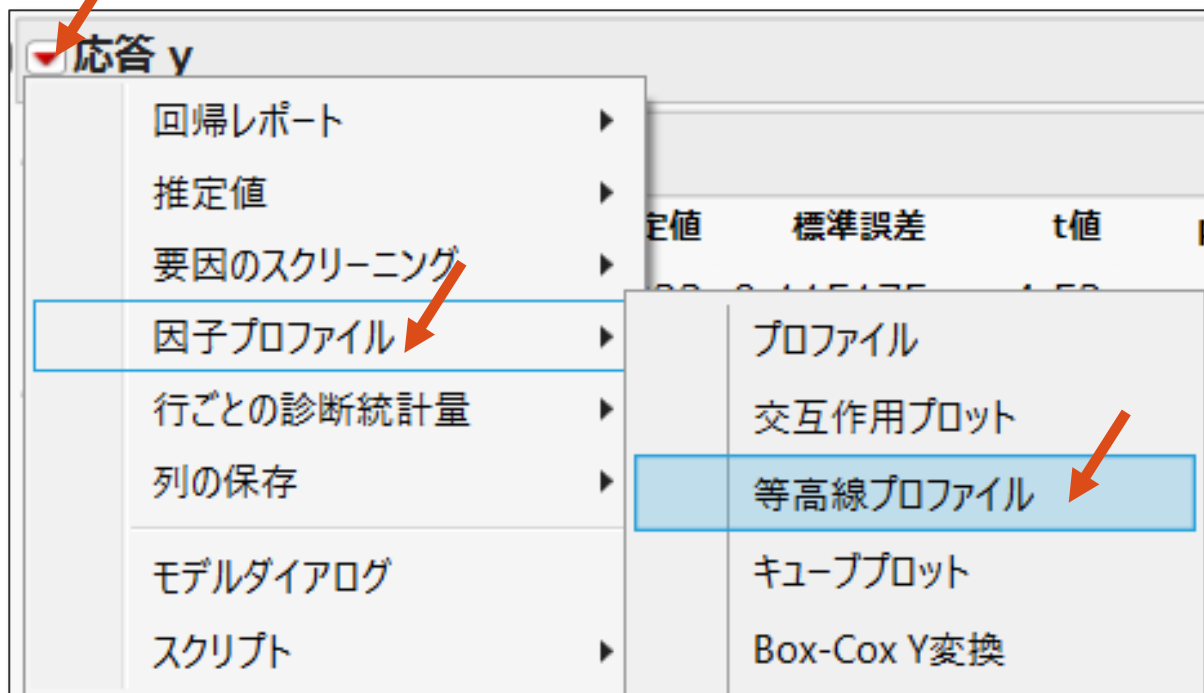 応答 y
回帰レポート
推定値
要因のスクリーニング
因子プロファイル
行ごとの診断統計量
列の保存
モデルダイアログ
スクリプト
定値 標準誤差 t値
プロファイル
交互作用プロット
等高線プロファイル
キューブプロット
Box-Cox Y変換